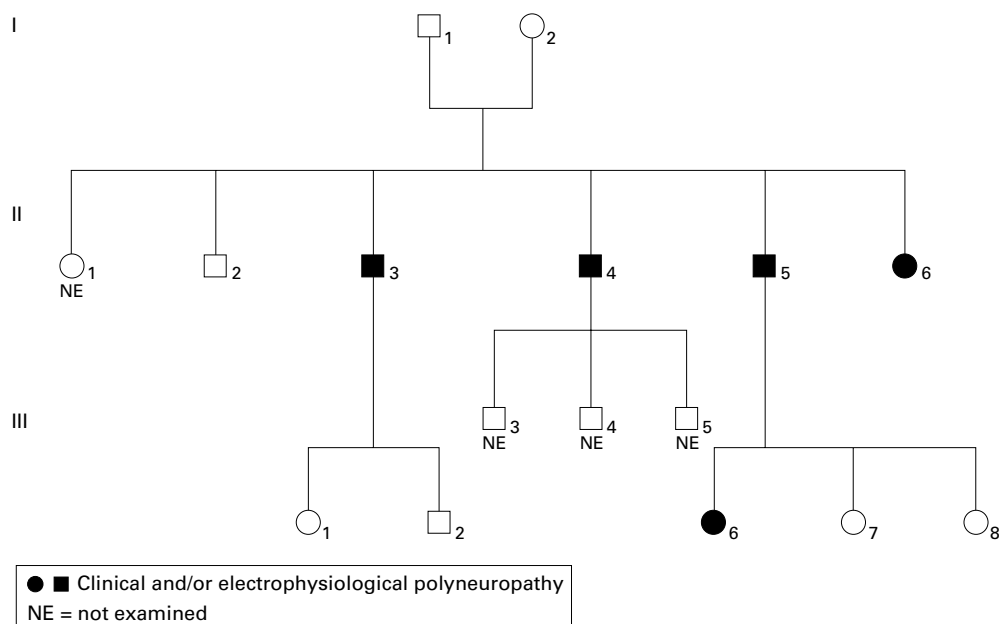 I
1 2
II
1 2 3 4 5 6
NE
III
3 4 5
NE NE NE
1 2 6 7 8
Clinical and/or electrophysiological polyneuropathy
NE = not examined